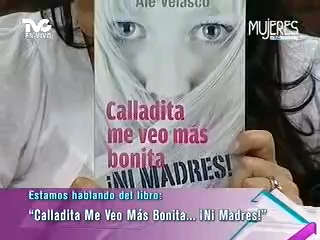 Ale Velasco
TVC
EN VIVO
MUJERES
Calladita
me veo más
bonita
¡NI MADRES!
Estamos hablando del libro:
"Calladita Me Veo Más Bonita... ¡Ni Madres!"